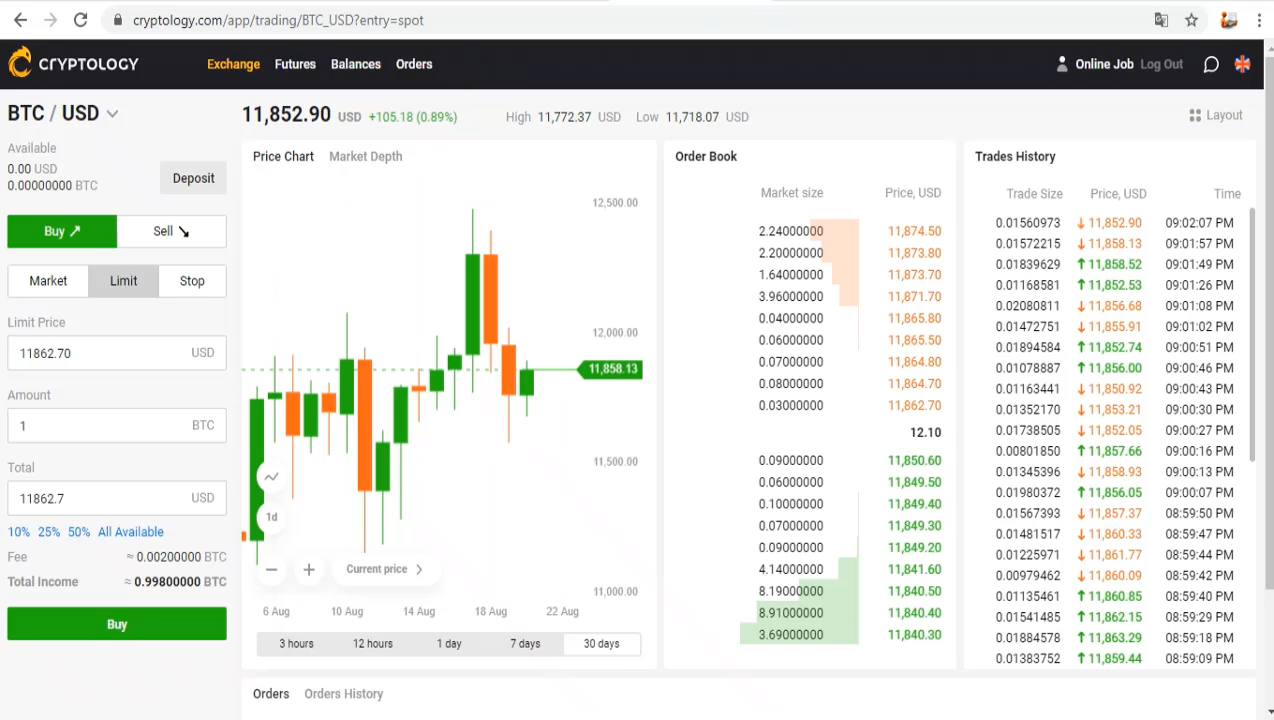 cryptology.com/app/trading/BTC_USD?entry=spot
CRYPTOLOGY Exchange Futures Balances Orders Online Job Log Out
BTC / USD
Available
0.00 USD
0.00000000 BTC
Deposit
Buy Sell
Market Limit Stop
Limit Price
11862.70 USD
Amount
1 BTC
Total
11862.7 USD
10% 25% 50% All Available
Fee ≈ 0.00200000 BTC
Total Income ≈ 0.99800000 BTC
Buy
11,852.90 USD +105.18 (0.89%) High 11,772.37 USD Low 11,718.07 USD
Layout
Price Chart Market Depth
12,500.00
12,000.00
11,858.13
11,500.00
11,000.00
1d
Current price
6 Aug 10 Aug 14 Aug 18 Aug 22 Aug
3 hours 12 hours 1 day 7 days 30 days
Order Book
Market size Price, USD
2.24000000 11,874.50
2.20000000 11,873.80
1.64000000 11,873.70
3.96000000 11,871.70
0.04000000 11,865.80
0.06000000 11,865.50
0.07000000 11,864.80
0.08000000 11,864.70
0.03000000 11,862.70
12.10
0.09000000 11,850.60
0.06000000 11,849.50
0.10000000 11,849.40
0.07000000 11,849.30
0.09000000 11,849.20
4.14000000 11,841.60
8.19000000 11,840.50
8.91000000 11,840.40
3.69000000 11,840.30
Trades History
Trade Size Price, USD Time
0.01560973 ↓ 11,852.90 09:02:07 PM
0.01572215 ↓ 11,858.13 09:01:57 PM
0.01839629 ↑ 11,858.52 09:01:49 PM
0.01168581 ↑ 11,852.53 09:01:26 PM
0.02080811 ↓ 11,856.68 09:01:08 PM
0.01472751 ↓ 11,855.91 09:01:02 PM
0.01894584 ↑ 11,852.74 09:00:51 PM
0.01078887 ↑ 11,856.00 09:00:46 PM
0.01163441 ↓ 11,850.92 09:00:43 PM
0.01352170 ↓ 11,853.21 09:00:30 PM
0.01738505 ↓ 11,852.05 09:00:27 PM
0.00801850 ↑ 11,857.66 09:00:16 PM
0.01345396 ↓ 11,858.93 09:00:13 PM
0.01980372 ↑ 11,856.05 09:00:07 PM
0.01567393 ↓ 11,857.37 08:59:50 PM
0.01481517 ↓ 11,860.33 08:59:47 PM
0.01225971 ↓ 11,861.77 08:59:44 PM
0.00979462 ↓ 11,860.09 08:59:42 PM
0.01135461 ↑ 11,860.85 08:59:40 PM
0.01541485 ↑ 11,862.15 08:59:29 PM
0.01884578 ↑ 11,863.29 08:59:18 PM
0.01383752 ↑ 11,859.44 08:59:09 PM
Orders Orders History